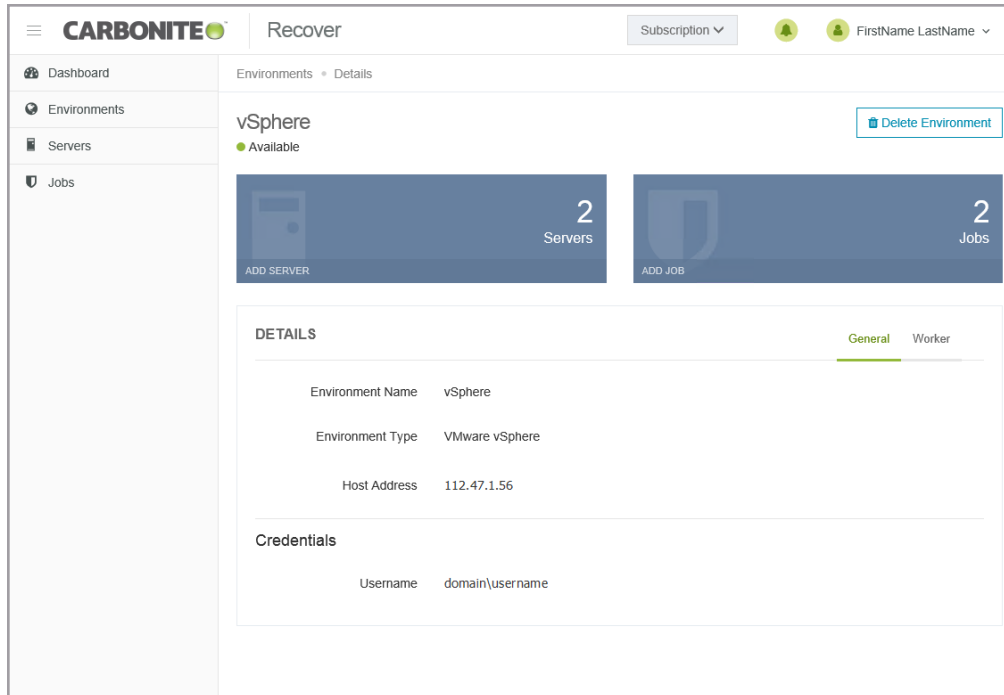 CARBONITE Recover Subscription FirstName LastName
Dashboard
Environments
Servers
Jobs
Environments Details
vSphere
Available
Delete Environment
2
Servers
ADD SERVER
2
Jobs
ADD JOB
DETAILS
General Worker
Environment Name vSphere
Environment Type VMware vSphere
Host Address 112.47.1.56
Credentials
Username domain\username